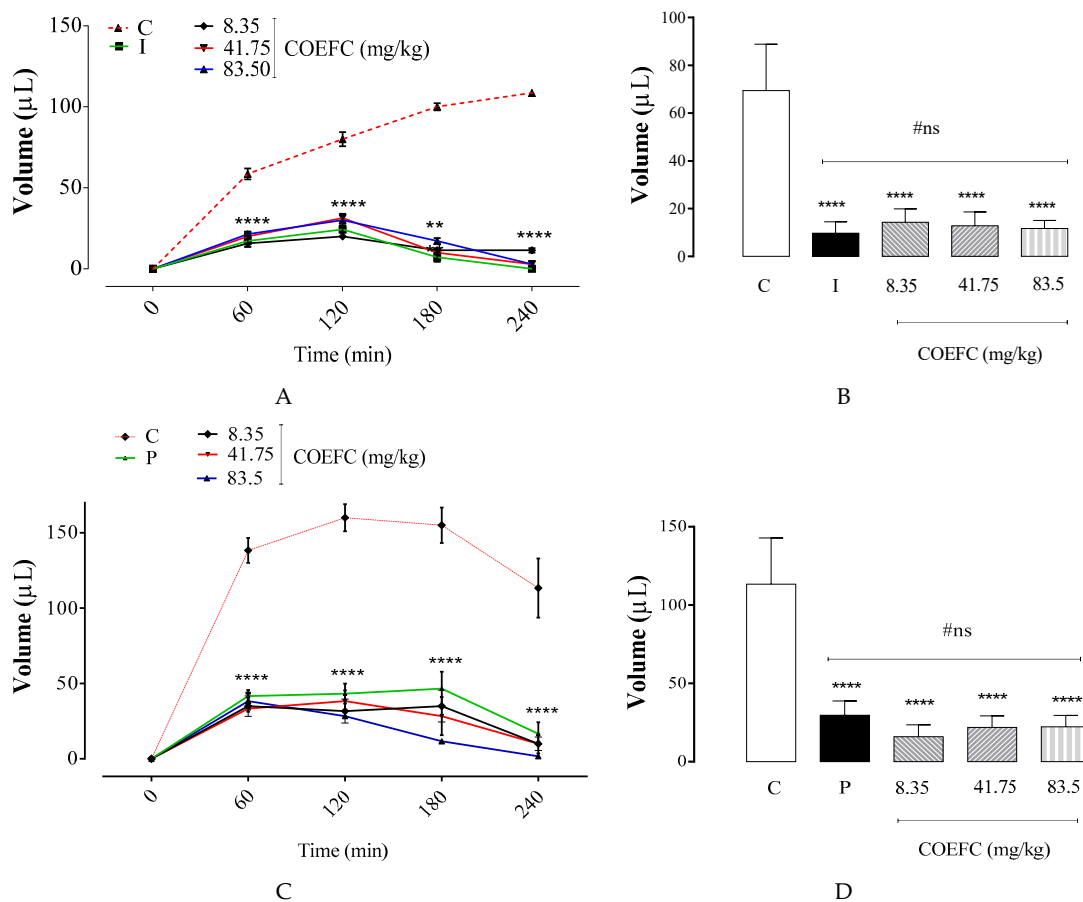 150
100
50
0
Volume (μL)
C
I
8.35
41.75
83.50
COEFC (mg/kg)
****
****
**
**
****
0
60
120
180
240
Time (min)
A
100
80
60
40
20
0
Volume (μL)
#ns
****
****
****
****
C
I
8.35
41.75
83.5
COEFC (mg/kg)
B
C
P
8.35
41.75
83.5
COEFC (mg/kg)
150
100
50
0
Volume (μL)
****
****
****
****
0
60
120
180
240
Time (min)
C
150
100
50
0
Volume (μL)
#ns
****
****
****
****
C
P
8.35
41.75
83.5
COEFC (mg/kg)
D